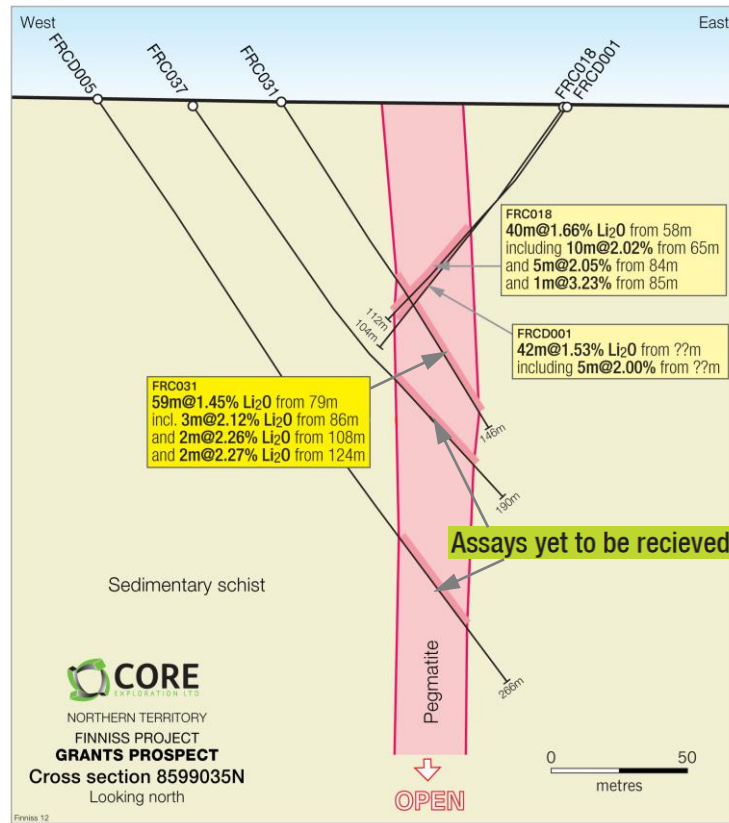 West
East
FRCD005
FRC037
FRC031
FRC018
FRCD001
FRC018
40m@1.66% Li2O from 58m
including 10m@2.02% from 65m
and 5m@2.05% from 84m
and 1m@3.23% from 85m
112m
104m
FRCD001
42m@1.53% Li2O from ??m
including 5m@2.00% from ??m
FRC031
59m@1.45% Li2O from 79m
incl. 3m@2.12% Li2O from 86m
and 2m@2.26% Li2O from 108m
and 2m@2.27% Li2O from 124m
146m
190m
Assays yet to be recieved
Sedimentary schist
Pegmatite
266m
CORE
EXPLORATION LTD
NORTHERN TERRITORY
FINNISS PROJECT
GRANTS PROSPECT
Cross section 8599035N
Looking north
0 50
metres
OPEN
Finniss 12